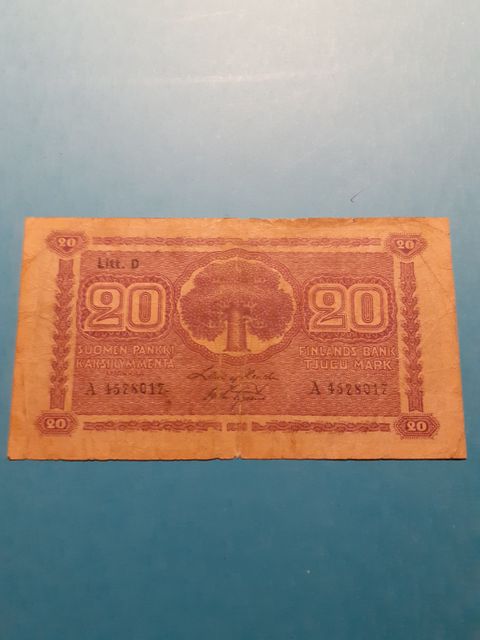 20 20
Litt. D
20 20
SUOMEN PANKKI FINLANDS BANK
KAKSIKYMMENTÄ TJUGU MARK
A 4528017 A 4528017
20 20